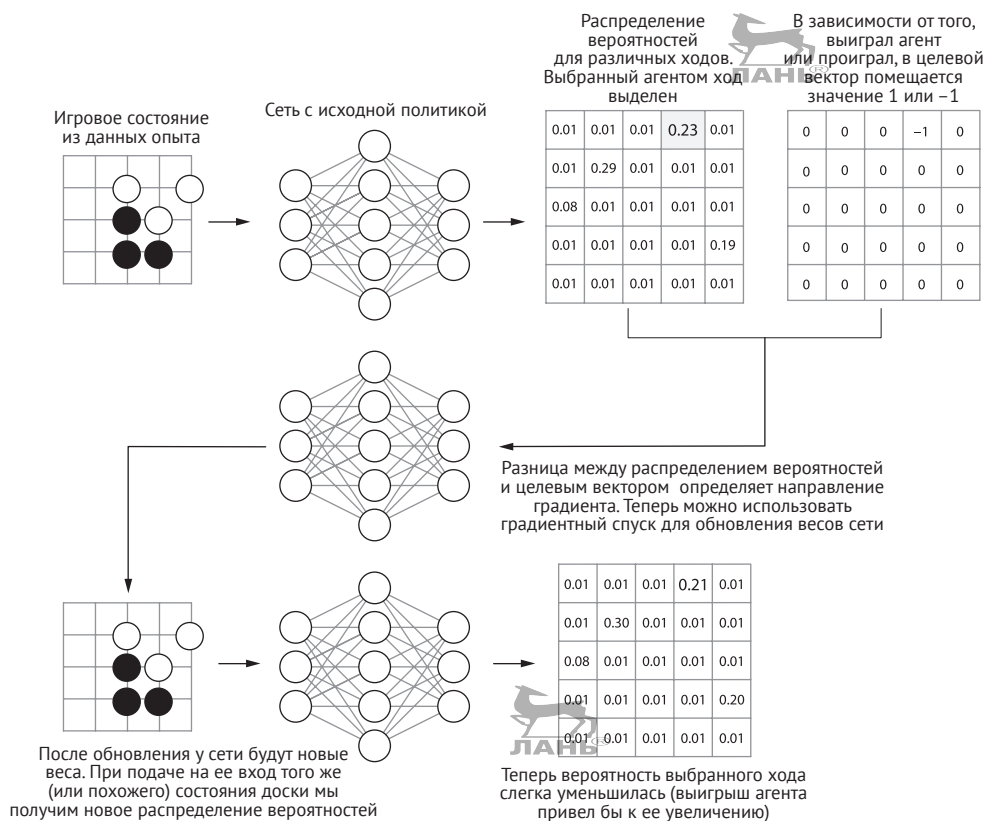 Распределение
вероятностей
для различных ходов.
Выбранный агентом ход
выделен
В зависимости от того,
выиграл агент
или проиграл, в целевой
вектор помещается
значение 1 или –1
ЛАНЬ®
Игровое состояние
из данных опыта
Сеть с исходной политикой
0.01 0.01 0.01 0.23 0.01
0.01 0.29 0.01 0.01 0.01
0.08 0.01 0.01 0.01 0.01
0.01 0.01 0.01 0.01 0.19
0.01 0.01 0.01 0.01 0.01
0 0 0 –1 0
0 0 0 0 0
0 0 0 0 0
0 0 0 0 0
0 0 0 0 0
Разница между распределением вероятностей
и целевым вектором определяет направление
градиента. Теперь можно использовать
градиентный спуск для обновления весов сети
0.01 0.01 0.01 0.21 0.01
0.01 0.30 0.01 0.01 0.01
0.08 0.01 0.01 0.01 0.01
0.01 0.01 0.01 0.01 0.20
0.01 0.01 0.01 0.01 0.01
ЛАНЬ®
После обновления у сети будут новые
веса. При подаче на ее вход того же
(или похожего) состояния доски мы
получим новое распределение вероятностей
Теперь вероятность выбранного хода
слегка уменьшилась (выигрыш агента
привел бы к ее увеличению)